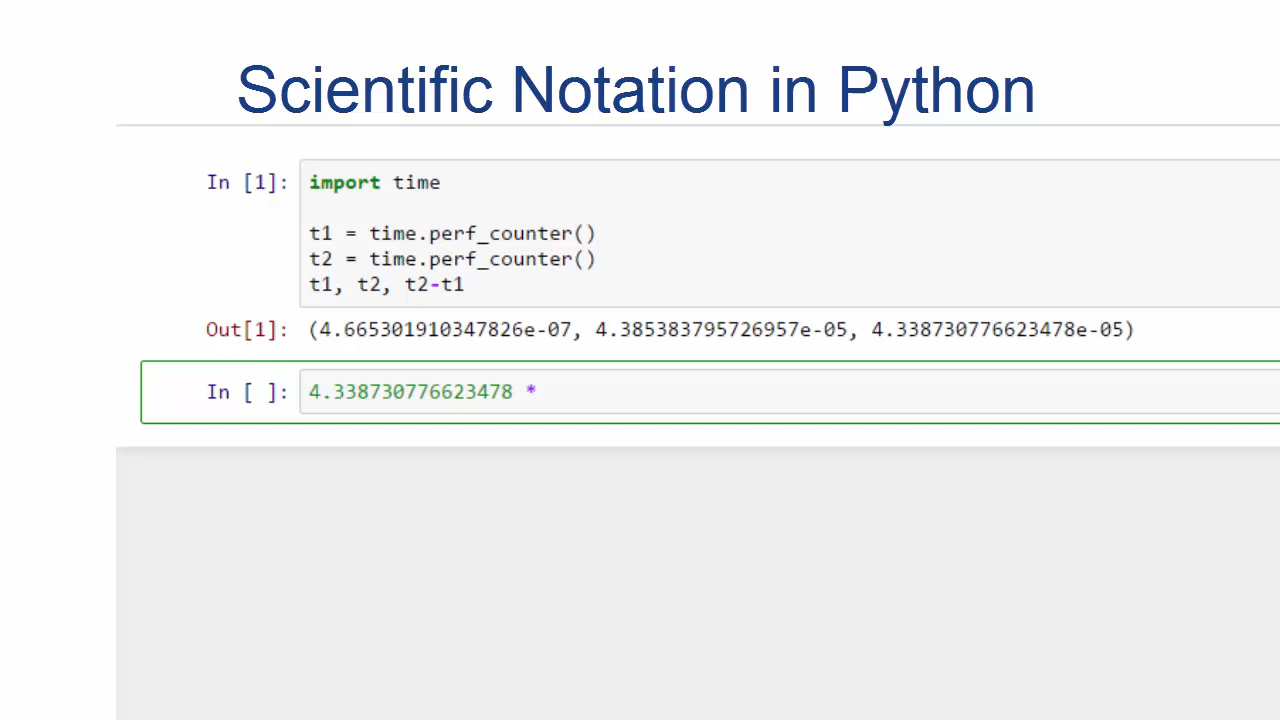 Scientific Notation in Python
In [1]: import time
t1 = time.perf_counter()
t2 = time.perf_counter()
t1, t2, t2-t1
Out[1]: (4.665301910347826e-07, 4.385383795726957e-05, 4.338730776623478e-05)
In [ ]: 4.338730776623478 *